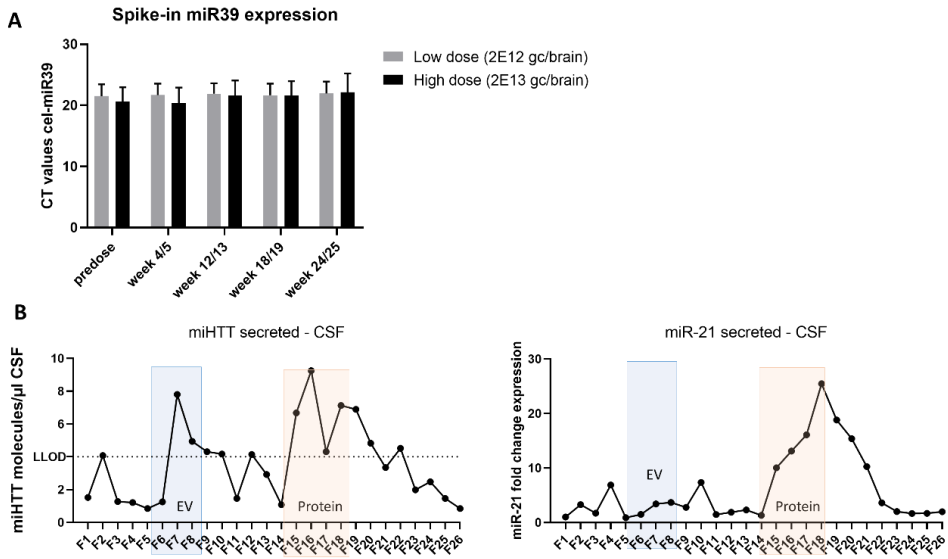 A
Spike-in miR39 expression
CT values cel-miR39
30
20
10
0
predose
week 4/5
week 12/13
week 18/19
week 24/25
Low dose (2E12 gc/brain)
High dose (2E13 gc/brain)
B
miHTT secreted - CSF
miHTT molecules/µl CSF
10
8
6
LLOD
2
0
EV
Protein
F1
F2
F3
F4
F5
F6
F7
F8
F9
F10
F11
F12
F13
F14
F15
F16
F17
F18
F19
F20
F21
F22
F23
F24
F25
F26
miR-21 secreted - CSF
miR-21 fold change expression
30
20
10
0
EV
Protein
F1
F2
F3
F4
F5
F6
F7
F8
F9
F10
F11
F12
F13
F14
F15
F16
F17
F18
F19
F20
F21
F22
F23
F24
F25
F26